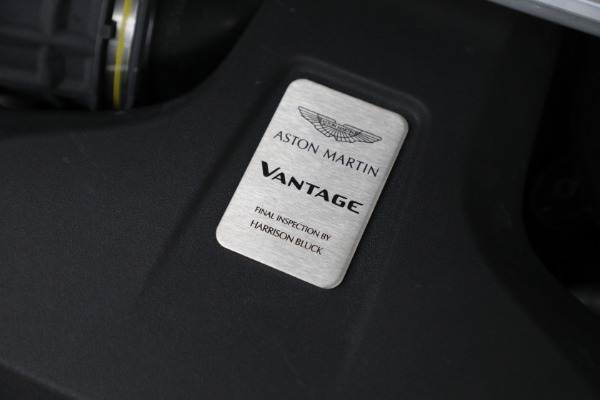 ASTON MARTIN
VANTAGE
FINAL INSPECTION BY
HARRISON BLUCK